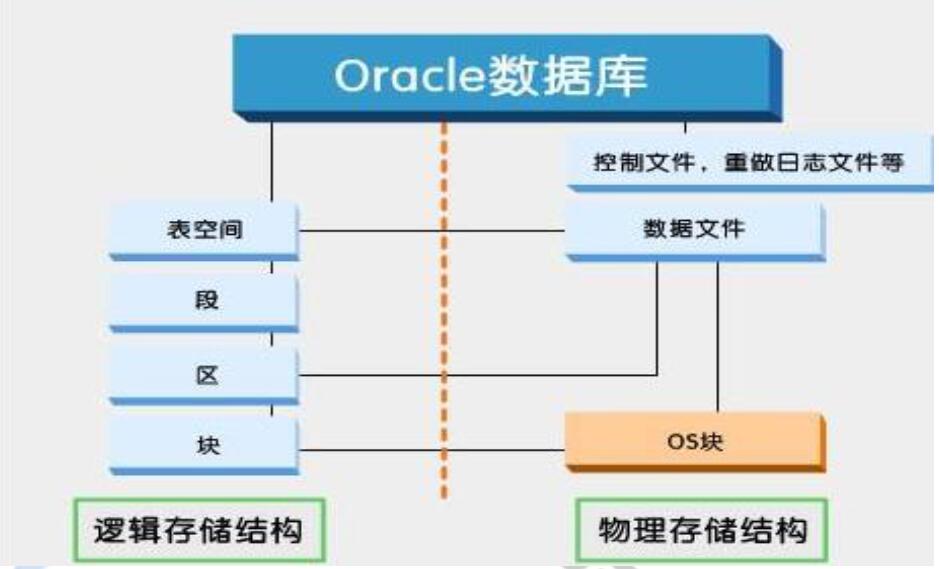 Oracle数据库
控制文件，重做日志文件等
表空间
数据文件
段
区
块
OS块
逻辑存储结构
物理存储结构